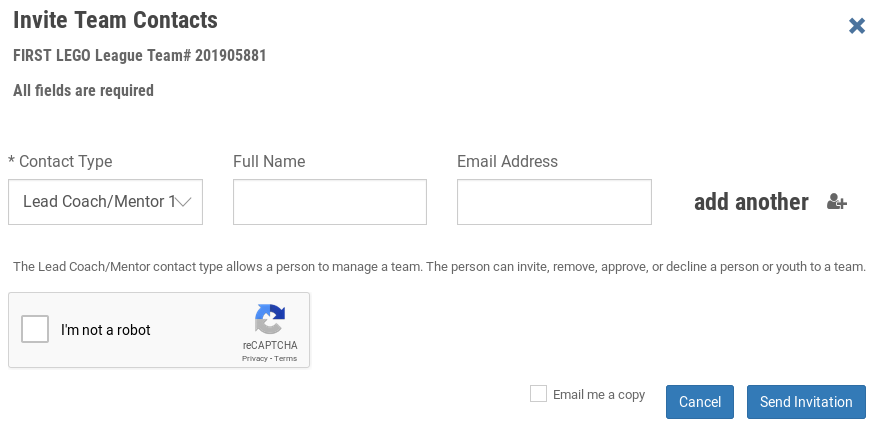 Invite Team Contacts
FIRST LEGO League Team# 201905881
All fields are required
* Contact Type Full Name Email Address
Lead Coach/Mentor 1 add another
The Lead Coach/Mentor contact type allows a person to manage a team. The person can invite, remove, approve, or decline a person or youth to a team.
I'm not a robot
reCAPTCHA
Privacy - Terms
Email me a copy Cancel Send Invitation